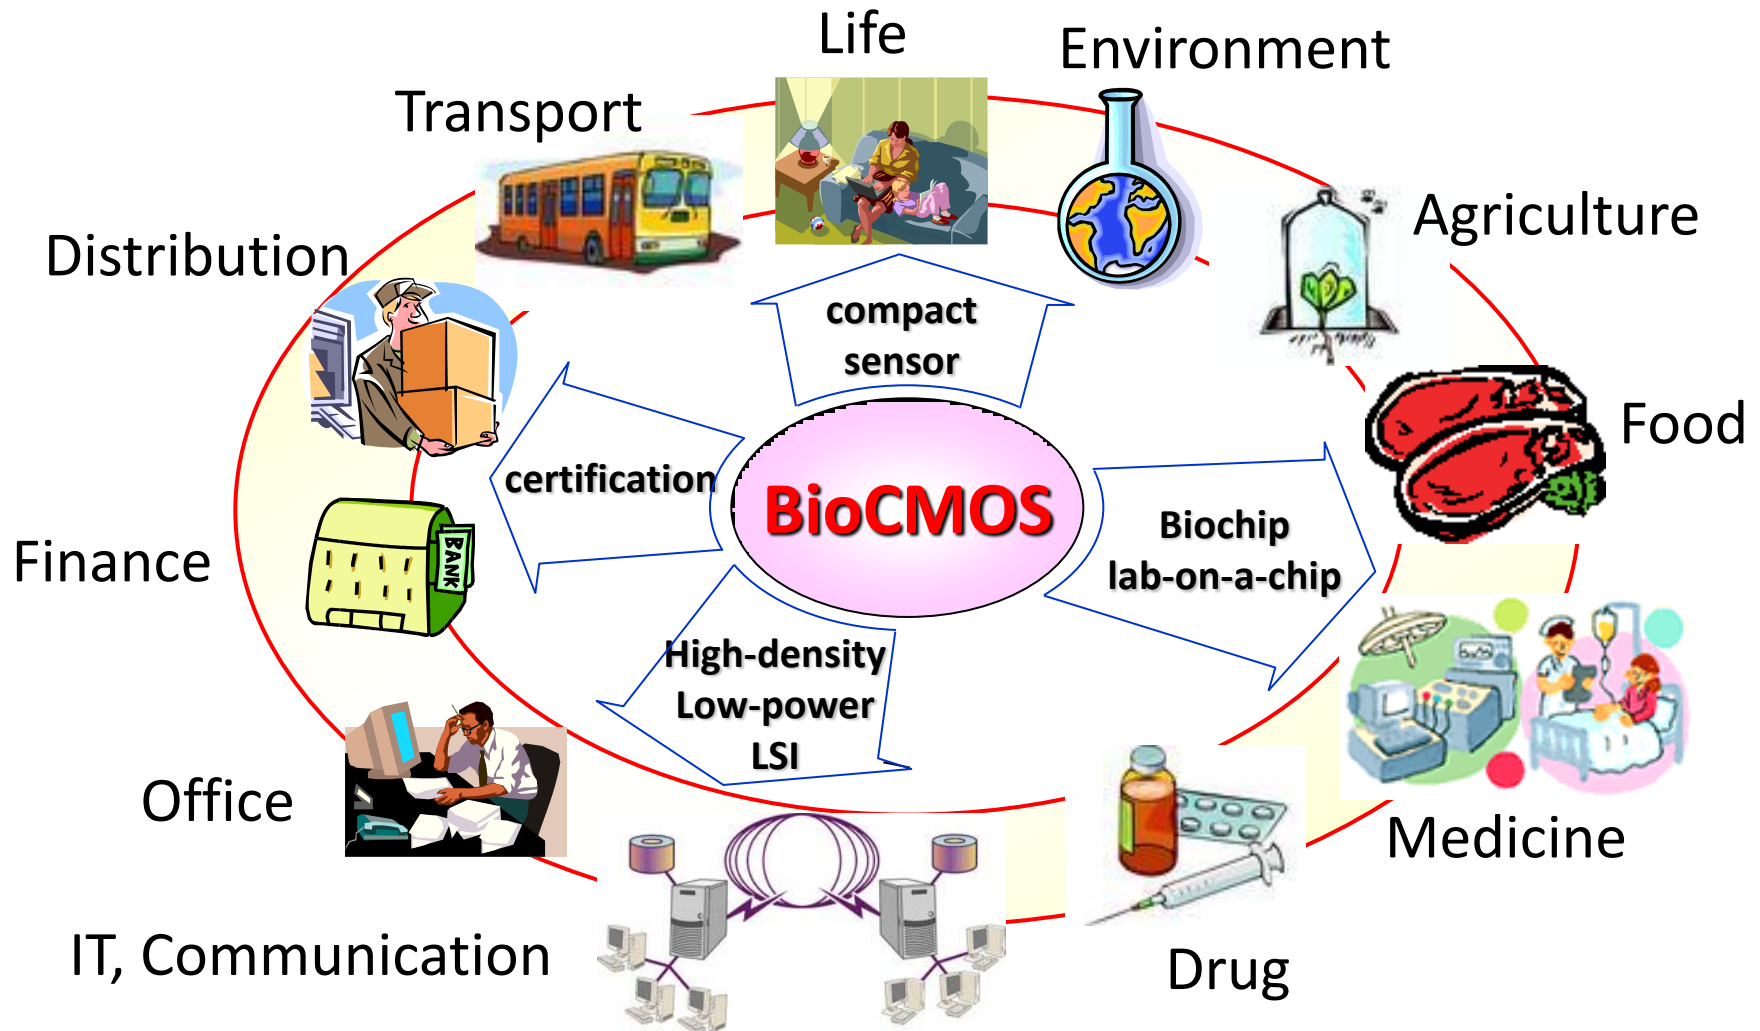 Life
Environment
Transport
Agriculture
Distribution
compact
sensor
Food
certification
BioCMOS
Biochip
lab-on-a-chip
Finance
BANK
High-density
Low-power
LSI
Office
Medicine
IT, Communication
Drug